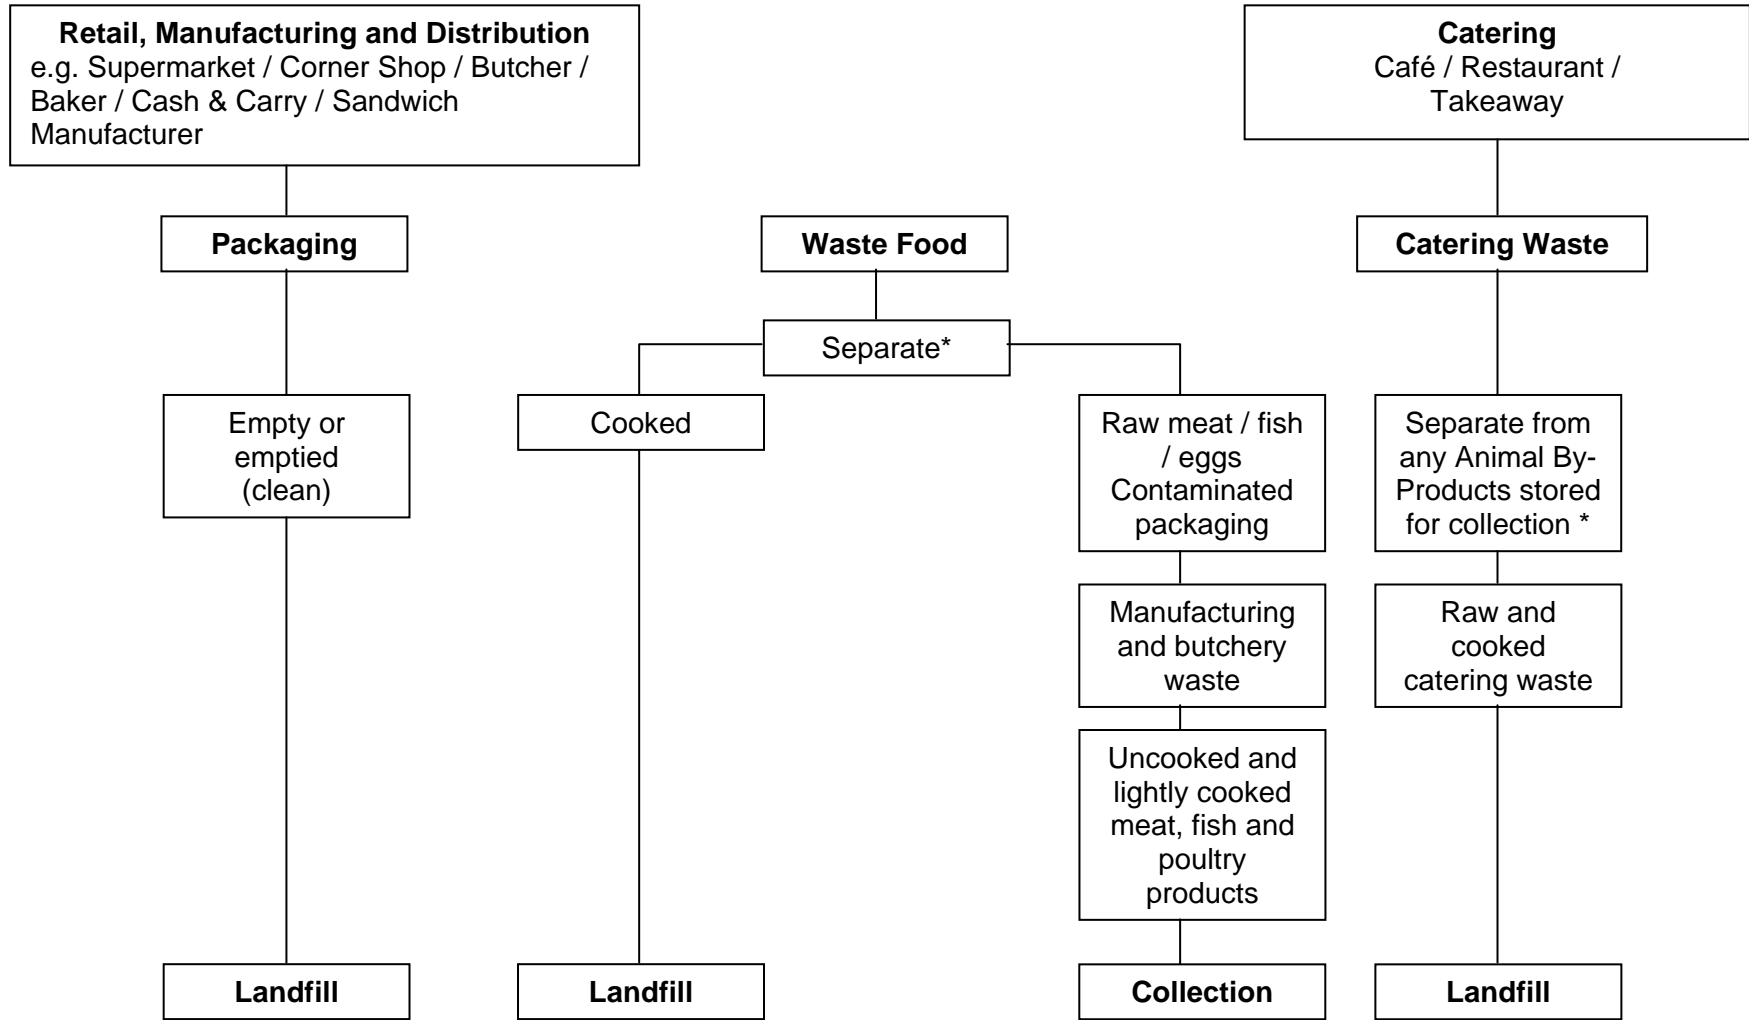 Retail, Manufacturing and Distribution
e.g. Supermarket / Corner Shop / Butcher /
Baker / Cash & Carry / Sandwich
Manufacturer
Catering
Café / Restaurant /
Takeaway
Packaging
Waste Food
Catering Waste
Separate*
Empty or
emptied
(clean)
Cooked
Raw meat / fish
/ eggs
Contaminated
packaging
Separate from
any Animal By-
Products stored
for collection *
Manufacturing
and butchery
waste
Raw and
cooked
catering waste
Uncooked and
lightly cooked
meat, fish and
poultry
products
Landfill
Landfill
Collection
Landfill